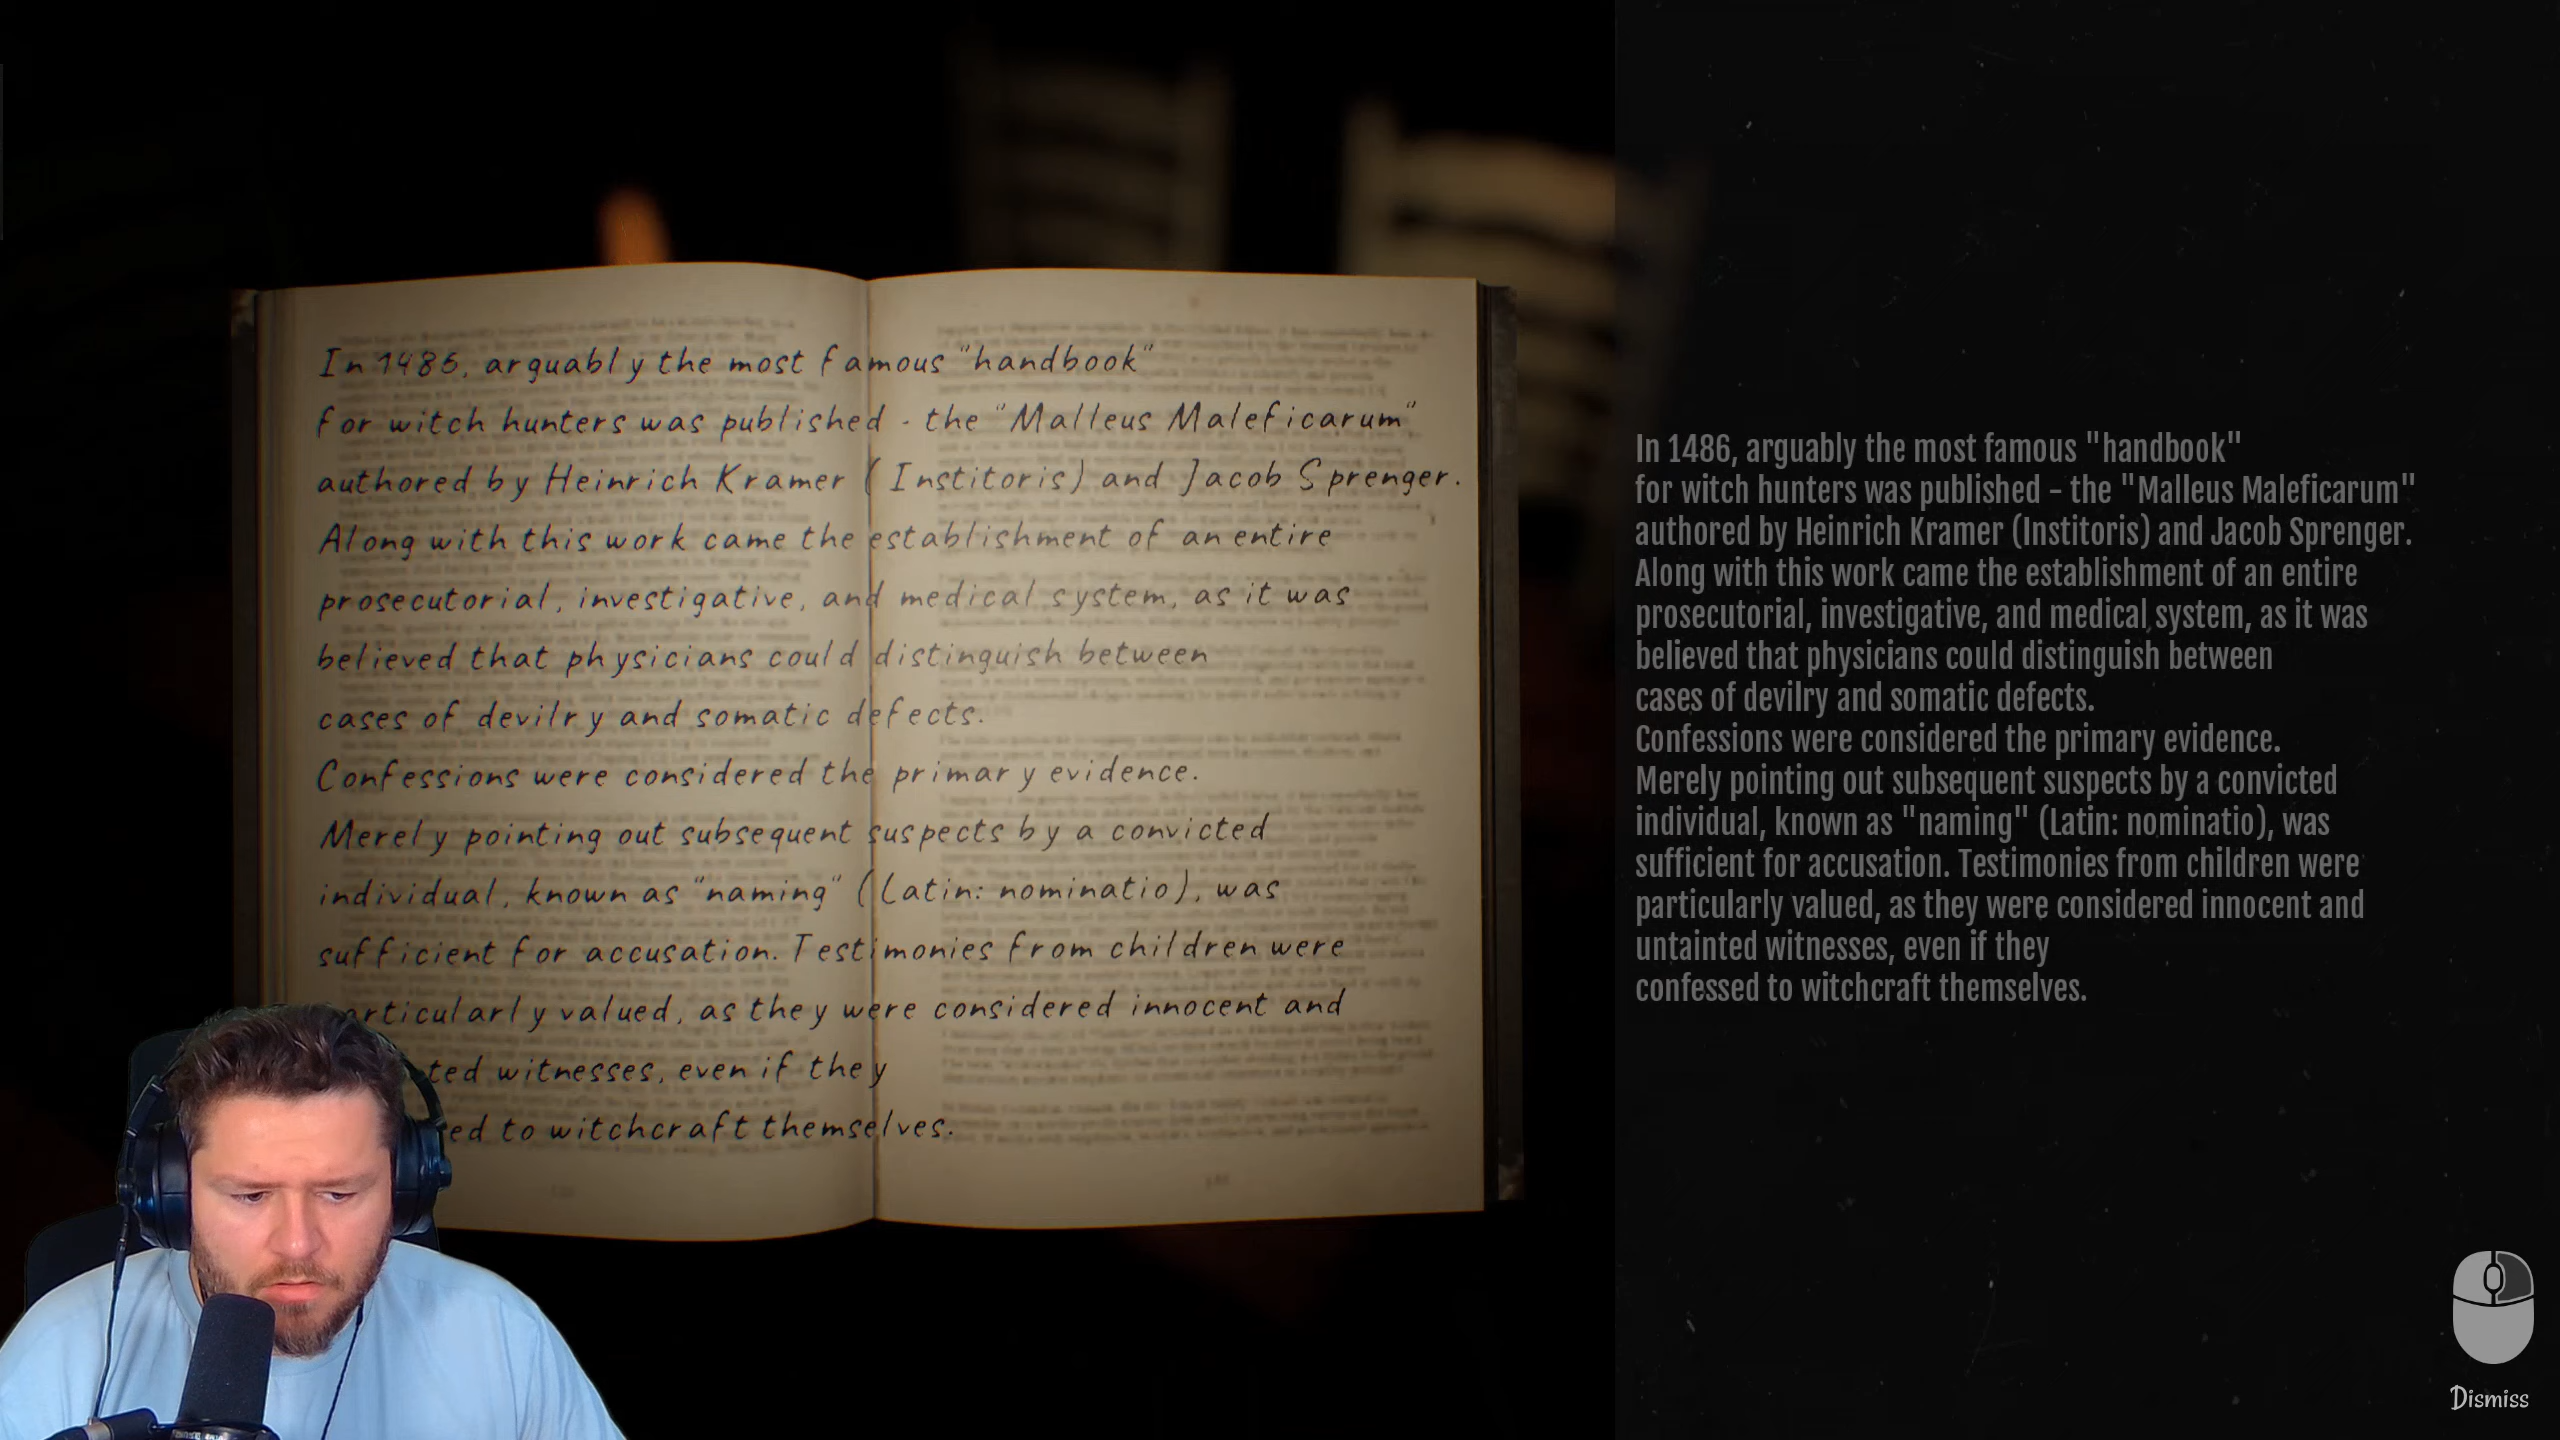 In 1486, arguably the most famous "handbook"
for witch hunters was published - the "Malleus Maleficarum"
authored by Heinrich Kramer (Institoris) and Jacob Sprenger.
Along with this work came the establishment of an entire
prosecutorial, investigative, and medical system, as it was
believed that physicians could distinguish between
cases of devilry and somatic defects.
Confessions were considered the primary evidence.
Merely pointing out subsequent suspects by a convicted
individual, known as "naming" (Latin: nominatio), was
sufficient for accusation. Testimonies from children were
particularly valued, as they were considered innocent and
witnesses, even if they
to witchcraft themselves.
In 1486, arguably the most famous "handbook"
for witch hunters was published - the "Malleus Maleficarum"
authored by Heinrich Kramer (Institoris) and Jacob Sprenger.
Along with this work came the establishment of an entire
prosecutorial, investigative, and medical system, as it was
believed that physicians could distinguish between
cases of devilry and somatic defects.
Confessions were considered the primary evidence.
Merely pointing out subsequent suspects by a convicted
individual, known as "naming" (Latin: nominatio), was
sufficient for accusation. Testimonies from children were
particularly valued, as they were considered innocent and
untainted witnesses, even if they
confessed to witchcraft themselves.
Dismiss